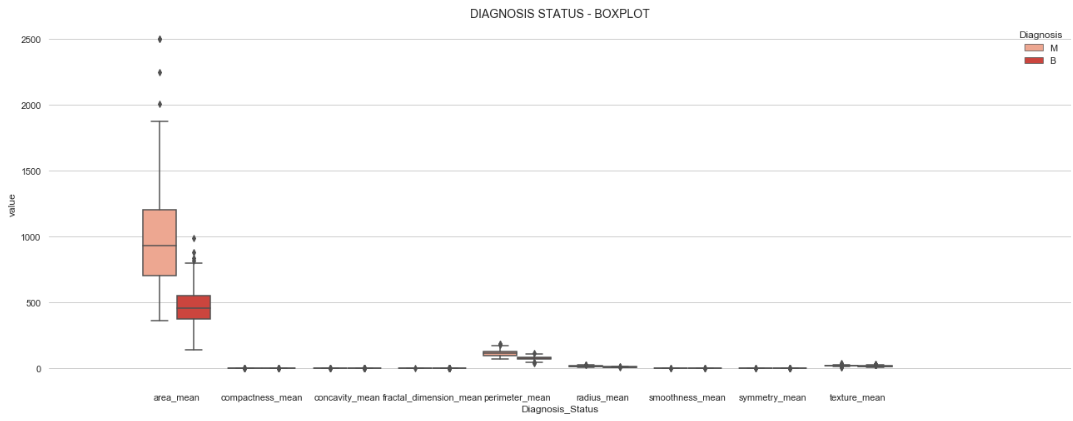 DIAGNOSIS STATUS - BOXPLOT
Diagnosis
M
B
2500
2000
1500
1000
500
0
value
area_mean compactness_mean concavity_mean fractal_dimension_mean perimeter_mean radius_mean smoothness_mean symmetry_mean texture_mean
Diagnosis_Status